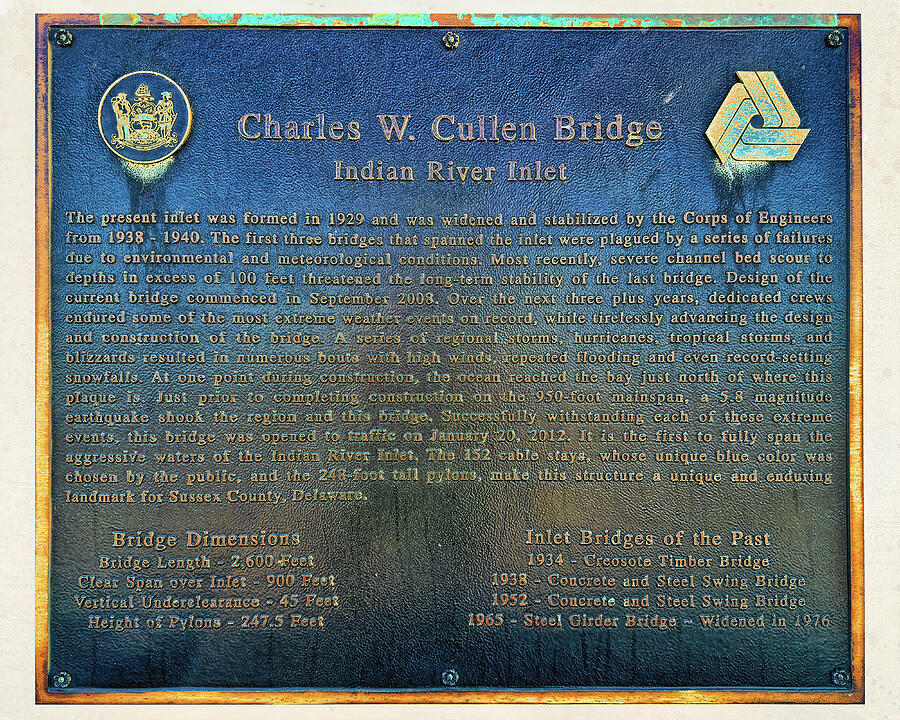 Charles W. Cullen Bridge
Indian River Inlet
The present inlet was formed in 1929 and was widened and stabilized by the Corps of Engineers
from 1938 - 1940. The first three bridges that spanned the inlet were plagued by a series of failures
due to environmental and meteorological conditions. Most recently, severe channel bed scour to
depths in excess of 100 feet threatened the long-term stability of the last bridge. Design of the
current bridge commenced in September 2008. Over the next three plus years, dedicated crews
endured some of the most extreme weather events on record, while tirelessly advancing the design
and construction of the bridge. A series of regional storms, hurricanes, tropical storms, and
blizzards resulted in numerous bouts with high winds, repeated flooding and even record-setting
snowfalls. At one point during construction, the ocean reached the bay just north of where this
plaque is. Just prior to completing construction on the 950-foot mainspan, a 5.8 magnitude
earthquake shook the region and this bridge. Successfully withstanding each of these extreme
events, this bridge was opened to traffic on January 20, 2012. It is the first to fully span the
aggressive waters of the Indian River Inlet. The 152 cable stays, whose unique blue color was
chosen by the public, and the 248-foot tall pylons, make this structure a unique and enduring
landmark for Sussex County, Delaware.
Bridge Dimensions
Bridge Length - 2,600 Feet
Clear Span over Inlet - 900 Feet
Vertical Underclearance - 45 Feet
Height of Pylons - 247.5 Feet
Inlet Bridges of the Past
1934 - Creosote Timber Bridge
1938 - Concrete and Steel Swing Bridge
1952 - Concrete and Steel Swing Bridge
1965 - Steel Girder Bridge ~ Widened in 1976